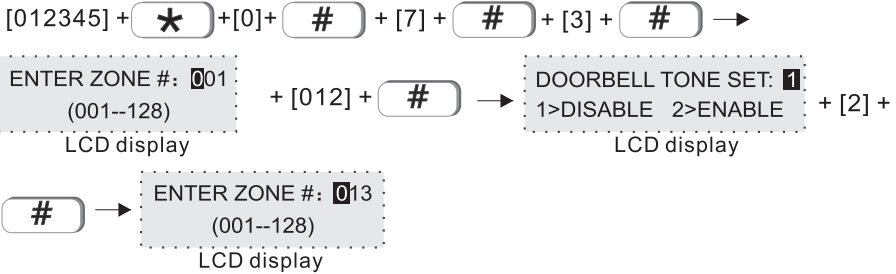 [012345] + * +[0]+ # + [7] + # + [3] + #
ENTER ZONE #: 001
(001--128)
LCD display
+ [012] + #
DOORBELL TONE SET: 1
1>DISABLE 2>ENABLE
LCD display
+ [2] +
#
ENTER ZONE #: 013
(001--128)
LCD display